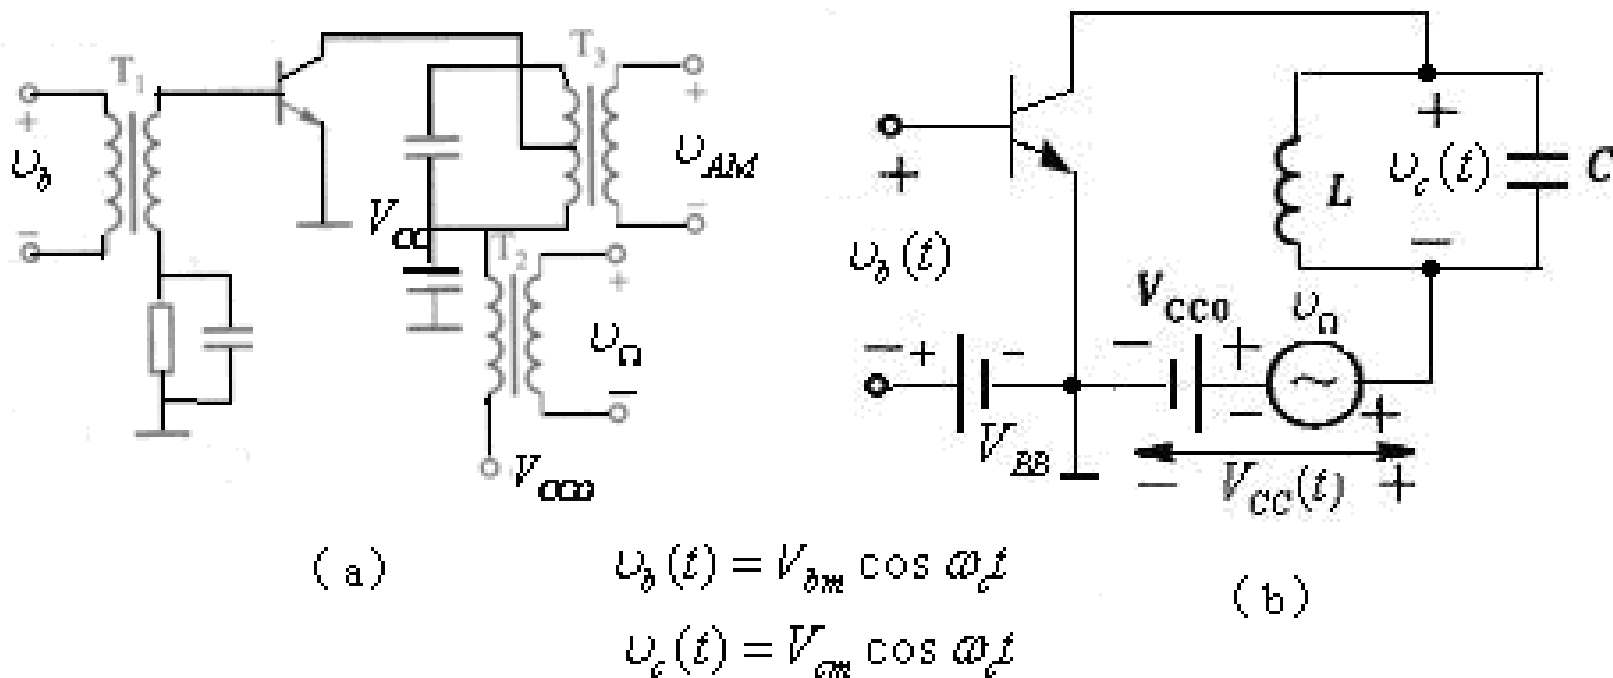 T₁
T₃
+
υ_b
−
+
υ_AM
−
V_CC
T₂
+
υ_Ω
−
V_CC0
(a)
+
υ_b(t)
−
+
−
V_BB
L
+
υ_c(t)
−
C
V_CC0
−
+
υ_Ω
−
+
−
V_CC(t)
+
(b)
υ_b(t) = V_bm cos ω_c t
υ_c(t) = V_cm cos ω_c t